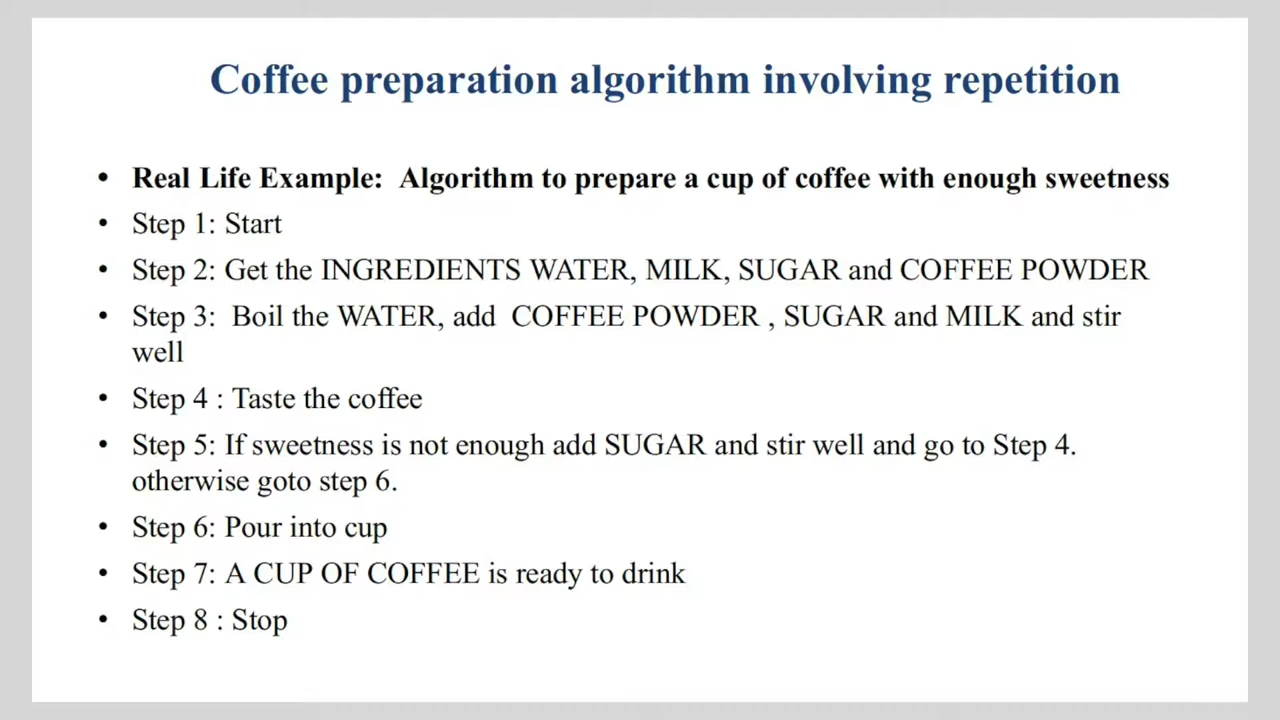 Coffee preparation algorithm involving repetition
• Real Life Example: Algorithm to prepare a cup of coffee with enough sweetness
• Step 1: Start
• Step 2: Get the INGREDIENTS WATER, MILK, SUGAR and COFFEE POWDER
• Step 3: Boil the WATER, add COFFEE POWDER , SUGAR and MILK and stir
well
• Step 4 : Taste the coffee
• Step 5: If sweetness is not enough add SUGAR and stir well and go to Step 4.
otherwise goto step 6.
• Step 6: Pour into cup
• Step 7: A CUP OF COFFEE is ready to drink
• Step 8 : Stop